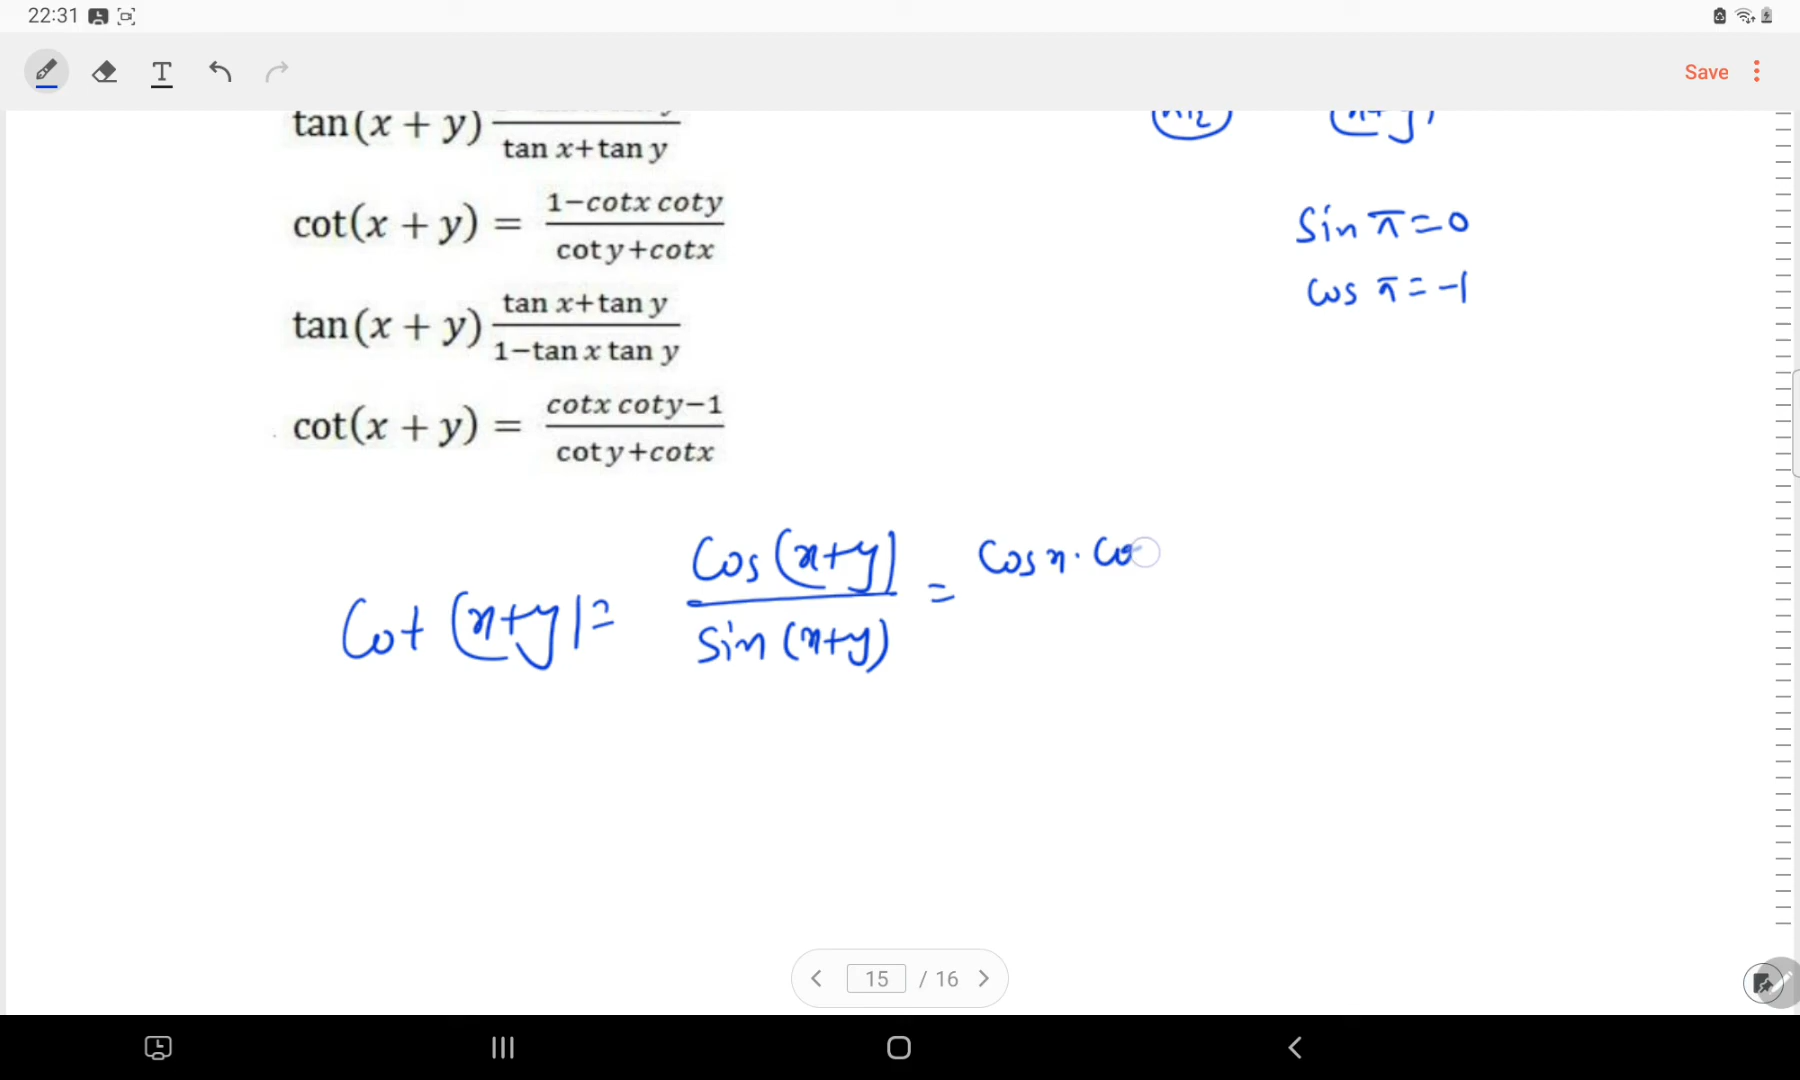 22:31
Save
tan(x + y)
tan x+tan y
cot(x + y) = 1−cotx coty / coty+cotx
tan(x + y) tan x+tan y / 1−tan x tan y
cot(x + y) = cotx coty−1 / coty+cotx
Sin π=0
Cos π=-1
Cot (x+y)= Cos (x+y) / Sin (x+y) = Cos x. Co
15 / 16